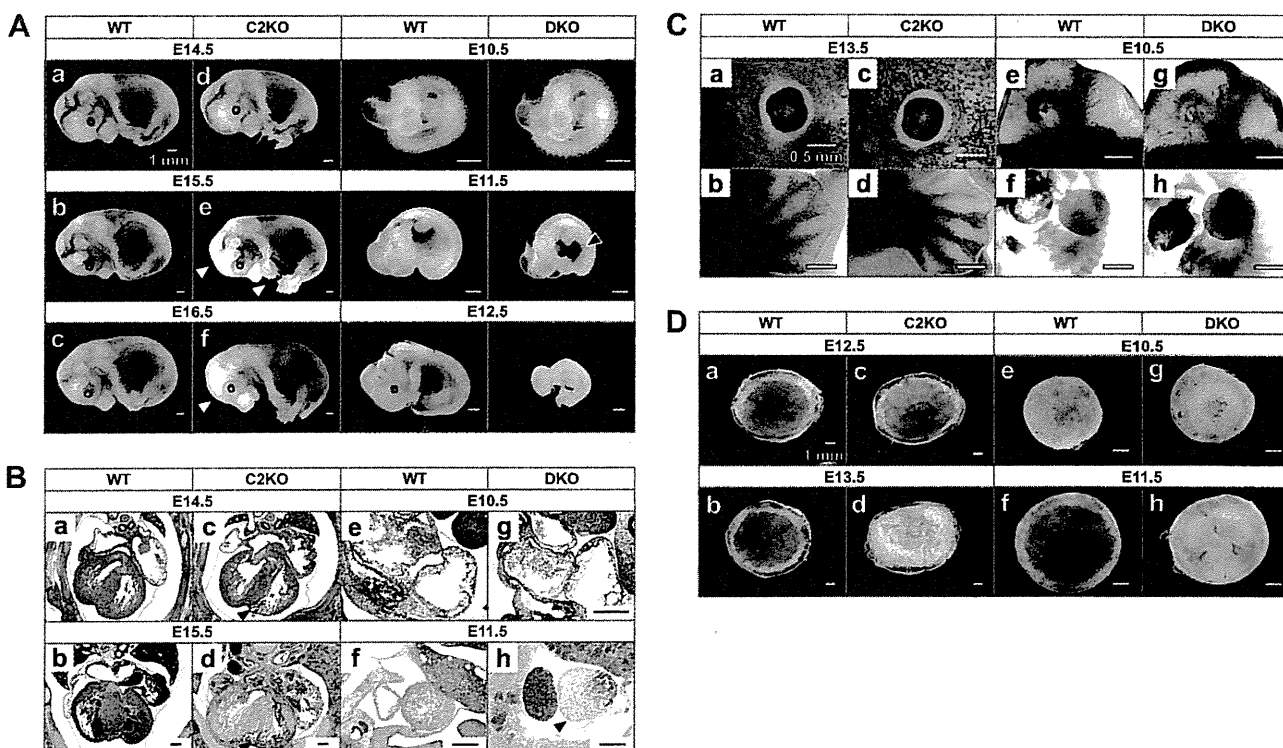 A
WT C2KO WT DKO
E14.5 E10.5
a d
1 mm
E15.5 E11.5
b e
E16.5 E12.5
c f
B
WT C2KO WT DKO
E14.5 E10.5
a c e g
E15.5 E11.5
b d f h
C
WT C2KO WT DKO
E13.5 E10.5
a c e g
0.5 mm
b d f h
D
WT C2KO WT DKO
E12.5 E10.5
a c e g
1 mm
E13.5 E11.5
b d f h